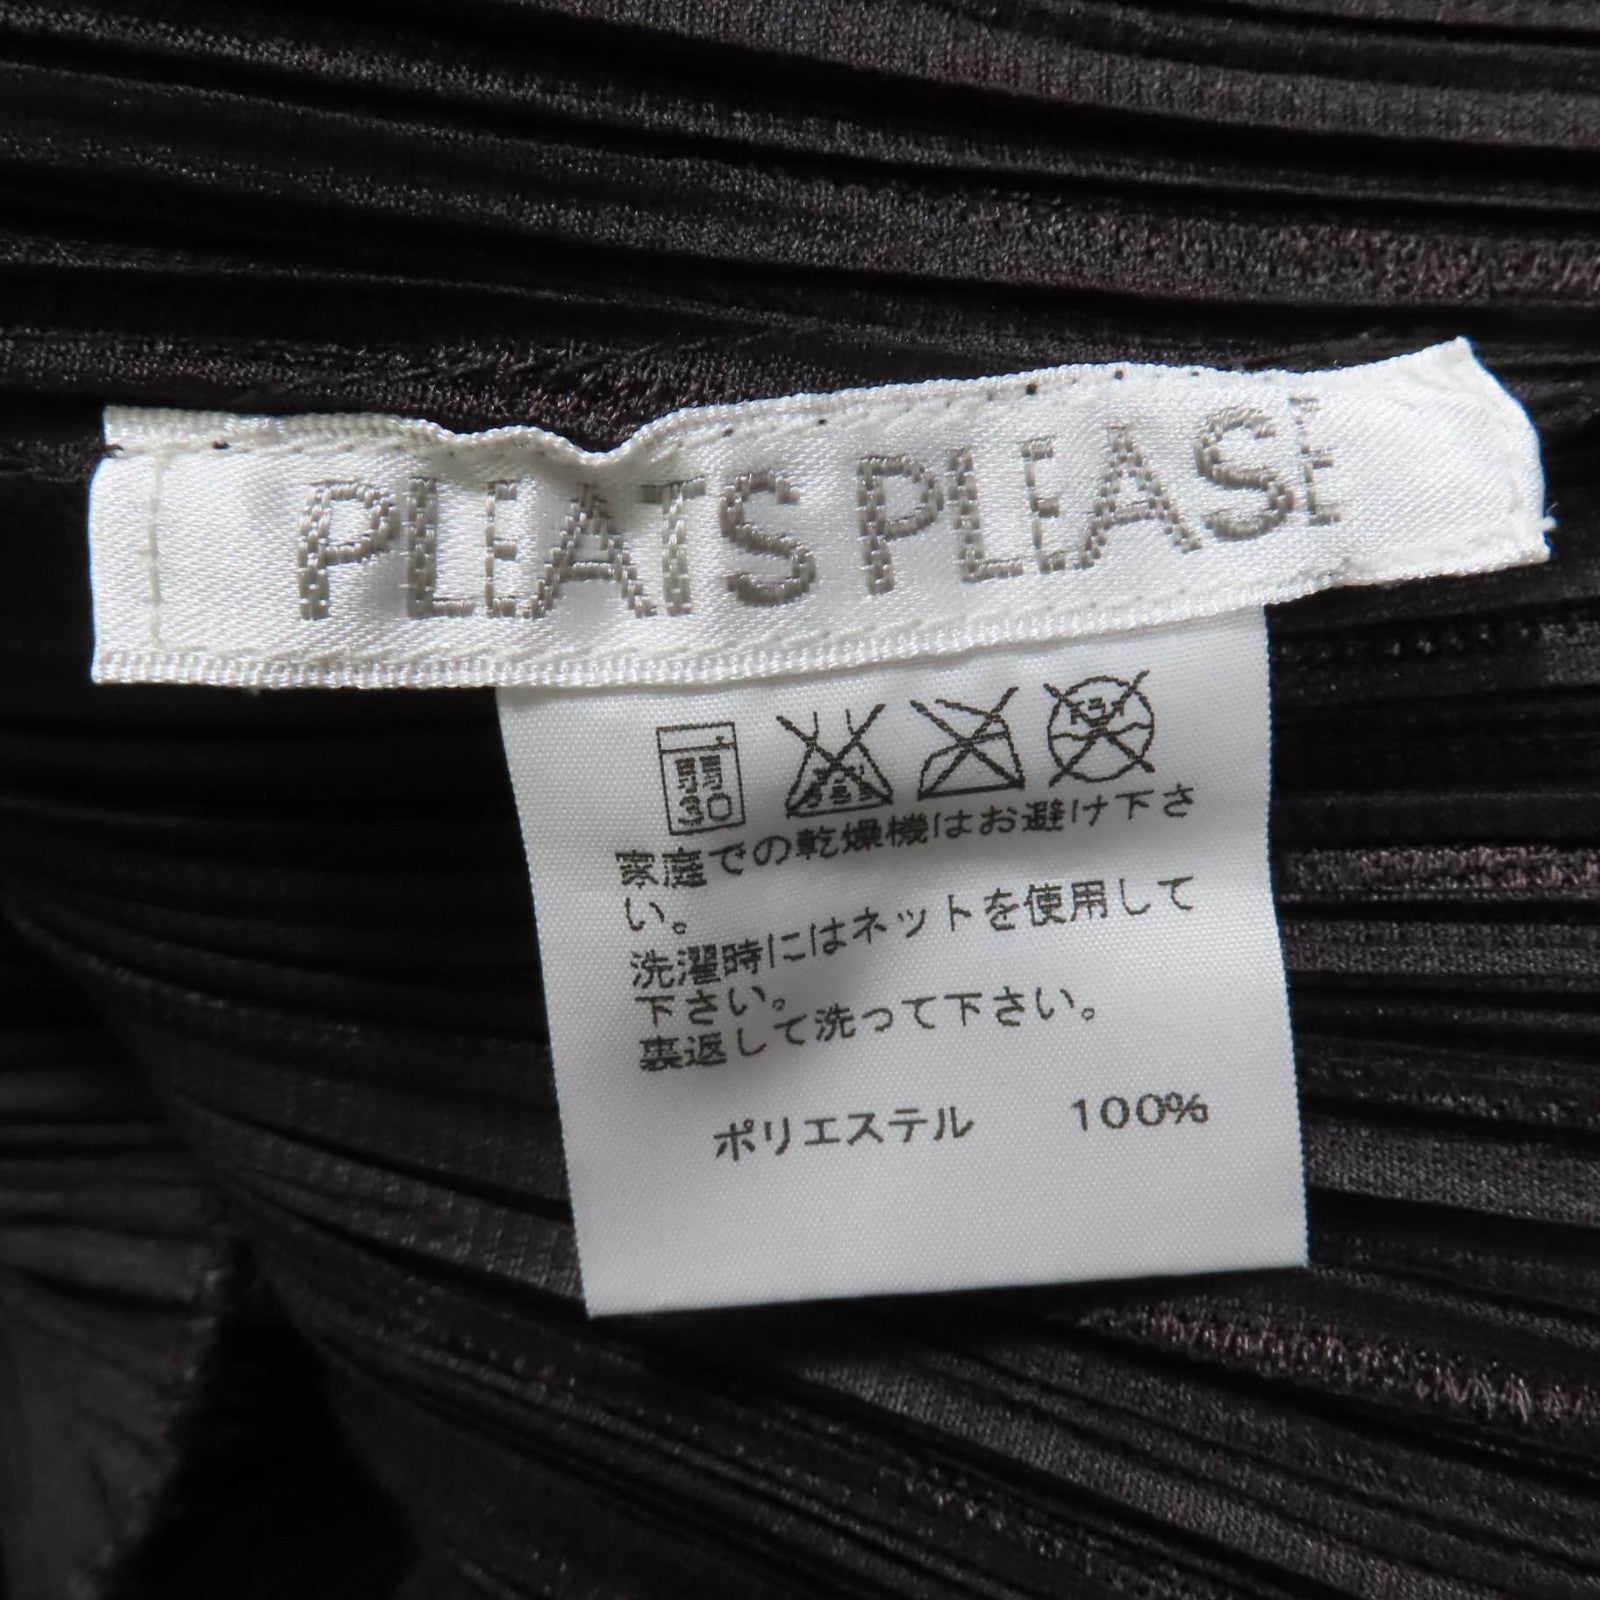 PLEATS PLEASE
家庭での乾燥機はお避け下さ
い。
洗濯時にはネットを使用して
下さい。
裏返して洗って下さい。
ポリエステル 100%